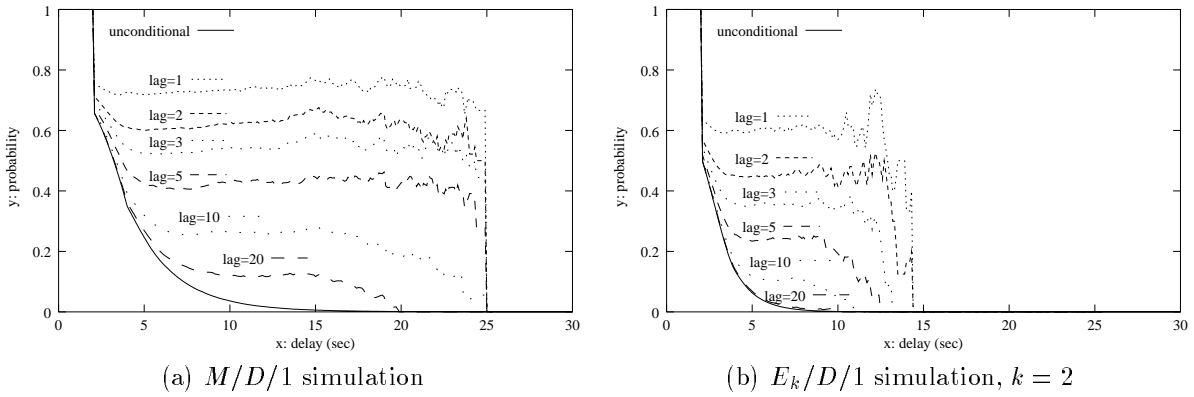 1
0.8
0.6
0.4
0.2
0
y: probability
unconditional
lag=1
lag=2
lag=3
lag=5
lag=10
lag=20
0 5 10 15 20 25 30
x: delay (sec)
(a) M/D/1 simulation
1
0.8
0.6
0.4
0.2
0
y: probability
unconditional
lag=1
lag=2
lag=3
lag=5
lag=10
lag=20
0 5 10 15 20 25 30
x: delay (sec)
(b) E_k/D/1 simulation, k = 2